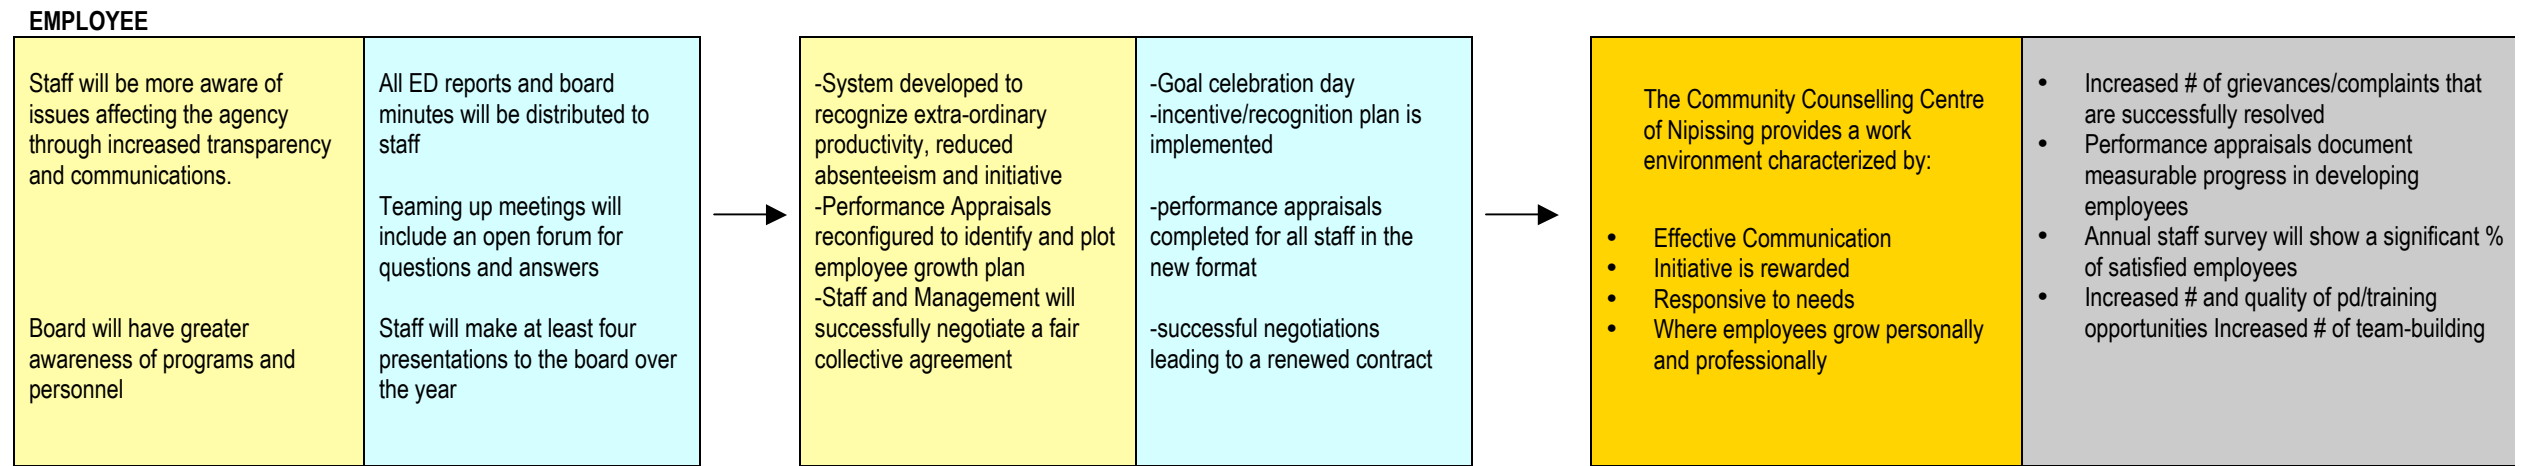 EMPLOYEE
Staff will be more aware of
issues affecting the agency
through increased transparency
and communications.
Board will have greater
awareness of programs and
personnel
All ED reports and board
minutes will be distributed to
staff
Teaming up meetings will
include an open forum for
questions and answers
Staff will make at least four
presentations to the board over
the year
-System developed to
recognize extra-ordinary
productivity, reduced
absenteeism and initiative
-Performance Appraisals
reconfigured to identify and plot
employee growth plan
-Staff and Management will
successfully negotiate a fair
collective agreement
-Goal celebration day
-incentive/recognition plan is
implemented
-performance appraisals
completed for all staff in the
new format
-successful negotiations
leading to a renewed contract
The Community Counselling Centre
of Nipissing provides a work
environment characterized by:
• Effective Communication
• Initiative is rewarded
• Responsive to needs
• Where employees grow personally
and professionally
• Increased # of grievances/complaints that
are successfully resolved
• Performance appraisals document
measurable progress in developing
employees
• Annual staff survey will show a significant %
of satisfied employees
• Increased # and quality of pd/training
opportunities Increased # of team-building